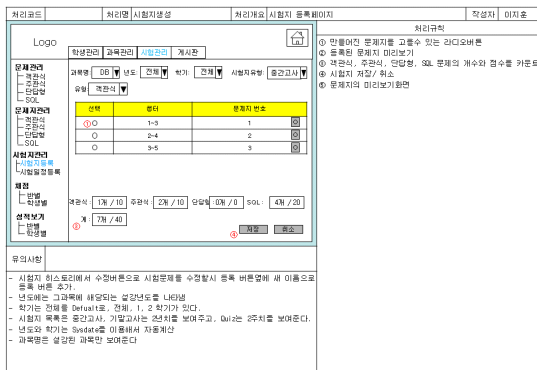 처리코드 처리명 시험지생성 처리개요 시험지 등록페이지 작성자 이지훈
처리규칙
Logo
학생관리 과목관리 시험관리 게시판
① 만들어진 문제지를 고를수 있는 라디오버튼
② 등록된 문제지 미리보기
③ 객관식, 주관식, 단답형, SQL 문제의 개수와 점수를 카운트
④ 시험지 저장/ 취소
⑤ 문제지의 미리보기화면
문제관리
객관식
주관식
단답형
SQL
문제지관리
객관식
주관식
단답형
SQL
시험지관리
시험지등록
시험일정등록
채점
반별
학생별
성적보기
반별
학생별
과목명: DB 년도: 전체 학기: 전체 시험지유형: 중간고사
유형: 객관식
선택 챕터 문제지 번호
① 1~3 1
2~4 2
3~5 3
객관식: 1개 / 10 주관식: 2개 / 10 단답형: 0개 / 0 SQL: 4개 / 20
계: 7개 / 40
③
④ 저장 취소
유의사항
- 시험지 히스토리에서 수정버튼으로 시험문제를 수정할시 등록 버튼옆에 새 이름으로
등록 버튼 추가.
- 년도에는 그과목에 해당되는 설강년도를 나타냄
- 학기는 전체를 Defualt로, 전체, 1, 2 학기가 있다.
- 시험지 목록은 중간고사, 기말고사는 2년치를 보여주고, Quiz는 2주치를 보여준다.
- 년도와 학기는 Sysdate를 이용해서 자동계산
- 과목명은 설강된 과목만 보여준다